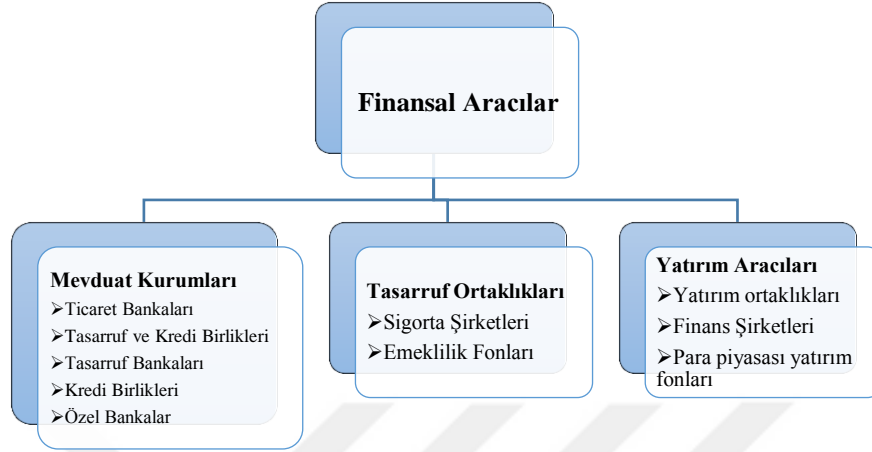 Finansal Aracılar
Mevduat Kurumları
➢Ticaret Bankaları
➢Tasarruf ve Kredi Birlikleri
➢Tasarruf Bankaları
➢Kredi Birlikleri
➢Özel Bankalar
Tasarruf Ortaklıkları
➢Sigorta Şirketleri
➢Emeklilik Fonları
Yatırım Aracıları
➢Yatırım ortaklıkları
➢Finans Şirketleri
➢Para piyasası yatırım
fonları